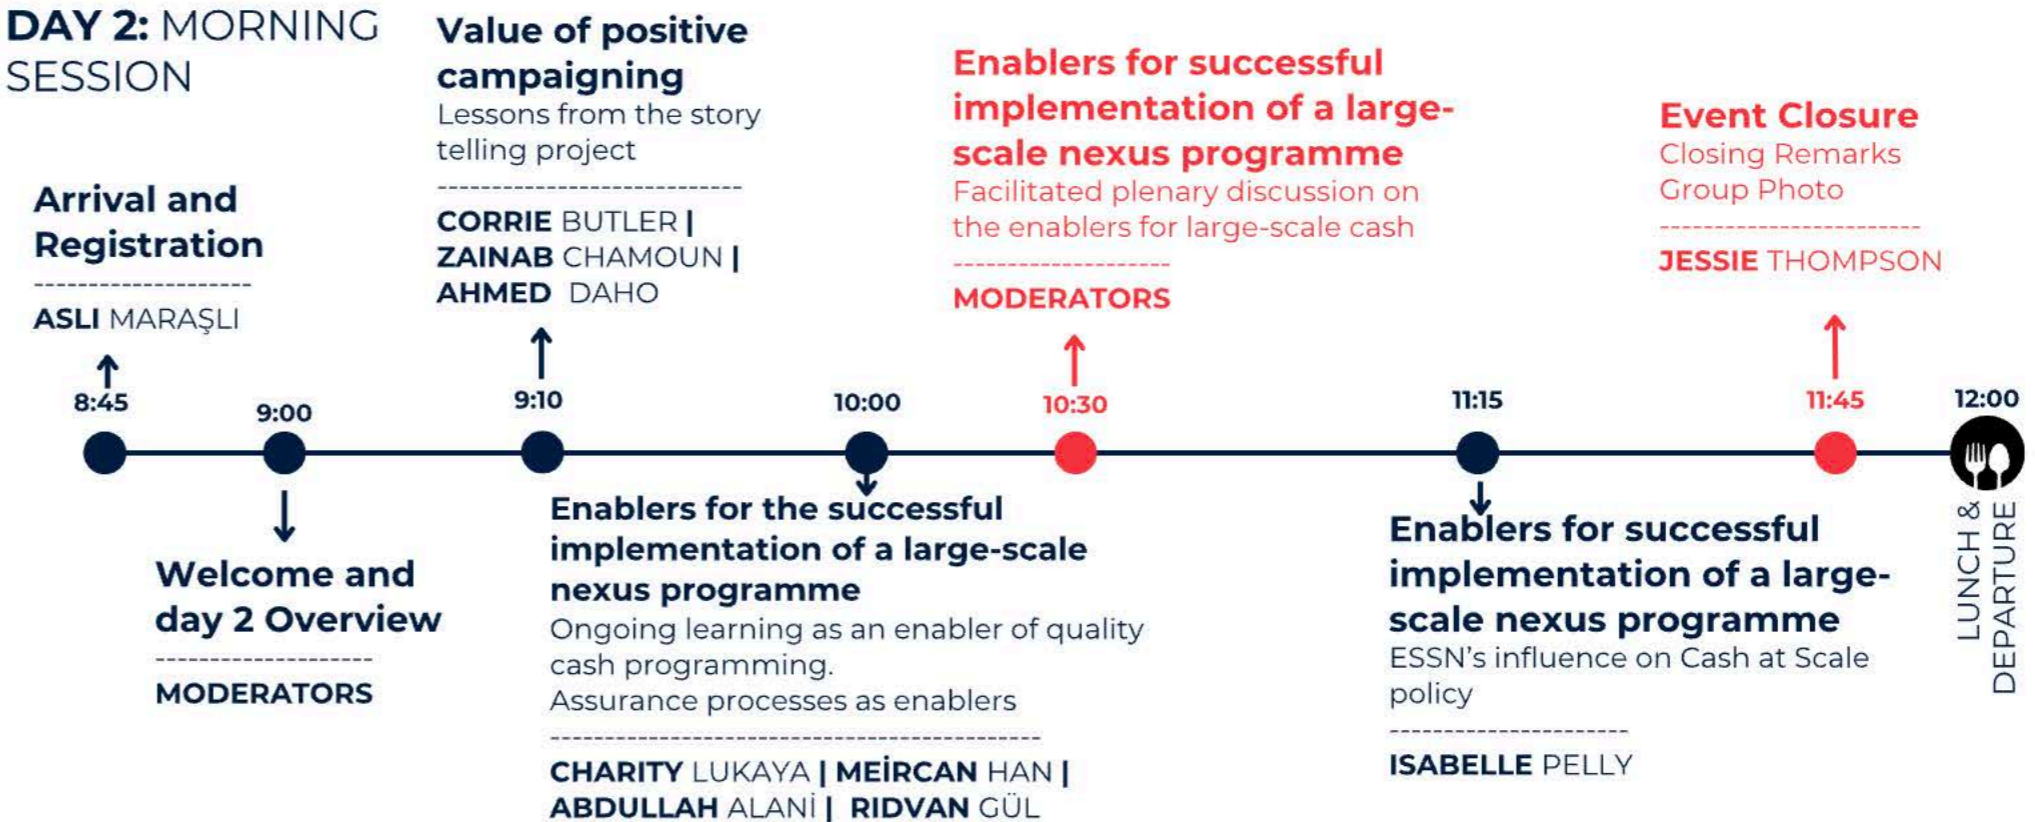 DAY 2: MORNING
SESSION
Arrival and
Registration
ASLI MARAŞLI
8:45
9:00
Welcome and
day 2 Overview
MODERATORS
Value of positive
campaigning
Lessons from the story
telling project
CORRIE BUTLER |
ZAINAB CHAMOUN |
AHMED DAHO
9:10
10:00
Enablers for the successful
implementation of a large-scale
nexus programme
Ongoing learning as an enabler of quality
cash programming.
Assurance processes as enablers
CHARITY LUKAYA | MEİRCAN HAN |
ABDULLAH ALANİ | RIDVAN GÜL
Enablers for successful
implementation of a large-
scale nexus programme
Facilitated plenary discussion on
the enablers for large-scale cash
MODERATORS
10:30
11:15
Enablers for successful
implementation of a large-
scale nexus programme
ESSN's influence on Cash at Scale
policy
ISABELLE PELLY
Event Closure
Closing Remarks
Group Photo
JESSIE THOMPSON
11:45
12:00
LUNCH &
DEPARTURE